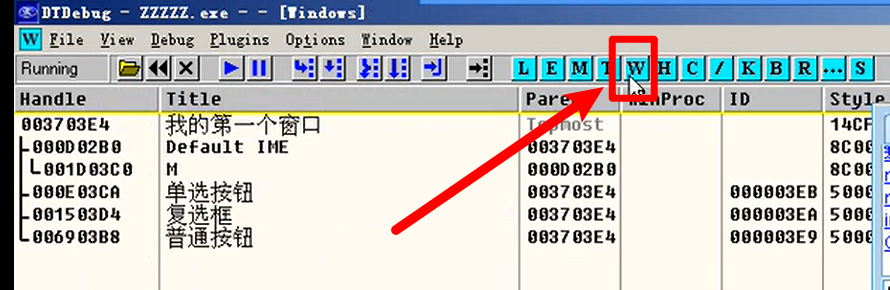 DTDebug - ZZZZZ.exe - - [Windows]
W File View Debug Plugins Options Window Help
Running L E M T W H C / K B R ... S
Handle Title Pare WinProc ID Style
003703E4 我的第一个窗口 Topmost 14CF
000D02B0 Default IME 003703E4 8C00
001D03C0 M 000D02B0 8C00
000E03CA 单选按钮 003703E4 000003EB 5000
001503D4 复选框 003703E4 000003EA 5000
006903B8 普通按钮 003703E4 000003E9 5000